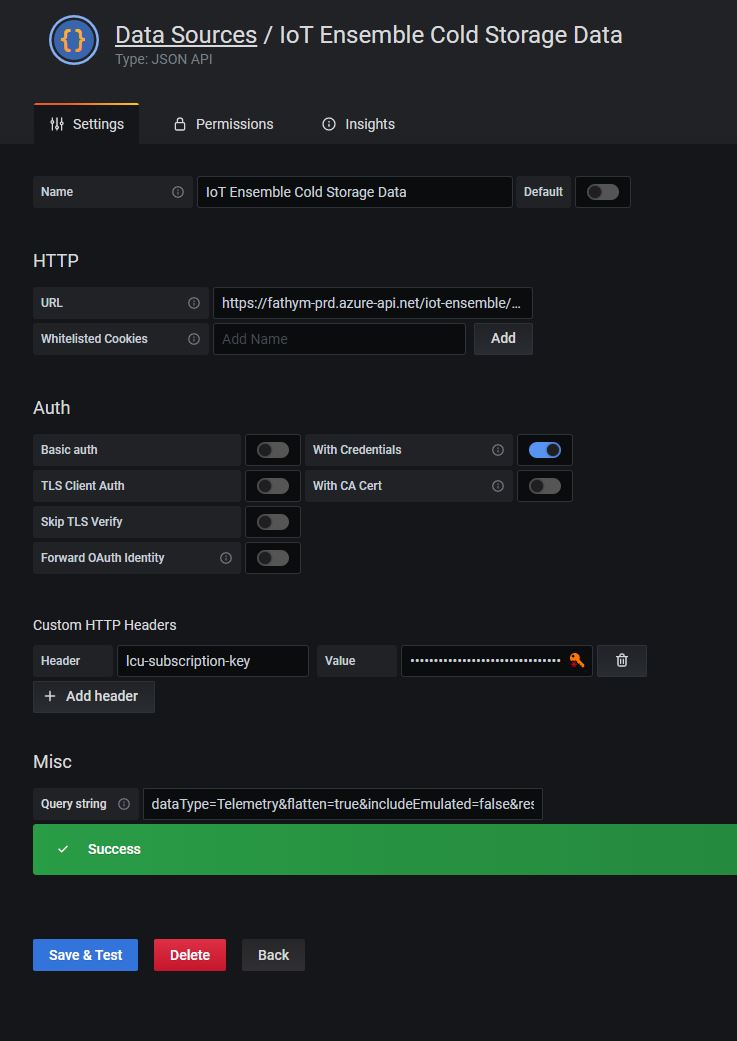 {}
Data Sources / IoT Ensemble Cold Storage Data
Type: JSON API
Settings
Permissions
Insights
Name
IoT Ensemble Cold Storage Data
Default
HTTP
URL
https://fathym-prd.azure-api.net/iot-ensemble/...
Whitelisted Cookies
Add Name
Add
Auth
Basic auth
With Credentials
TLS Client Auth
With CA Cert
Skip TLS Verify
Forward OAuth Identity
Custom HTTP Headers
Header
lcu-subscription-key
Value
Add header
Misc
Query string
dataType=Telemetry&flatten=true&includeEmulated=false&res
Success
Save & Test
Delete
Back